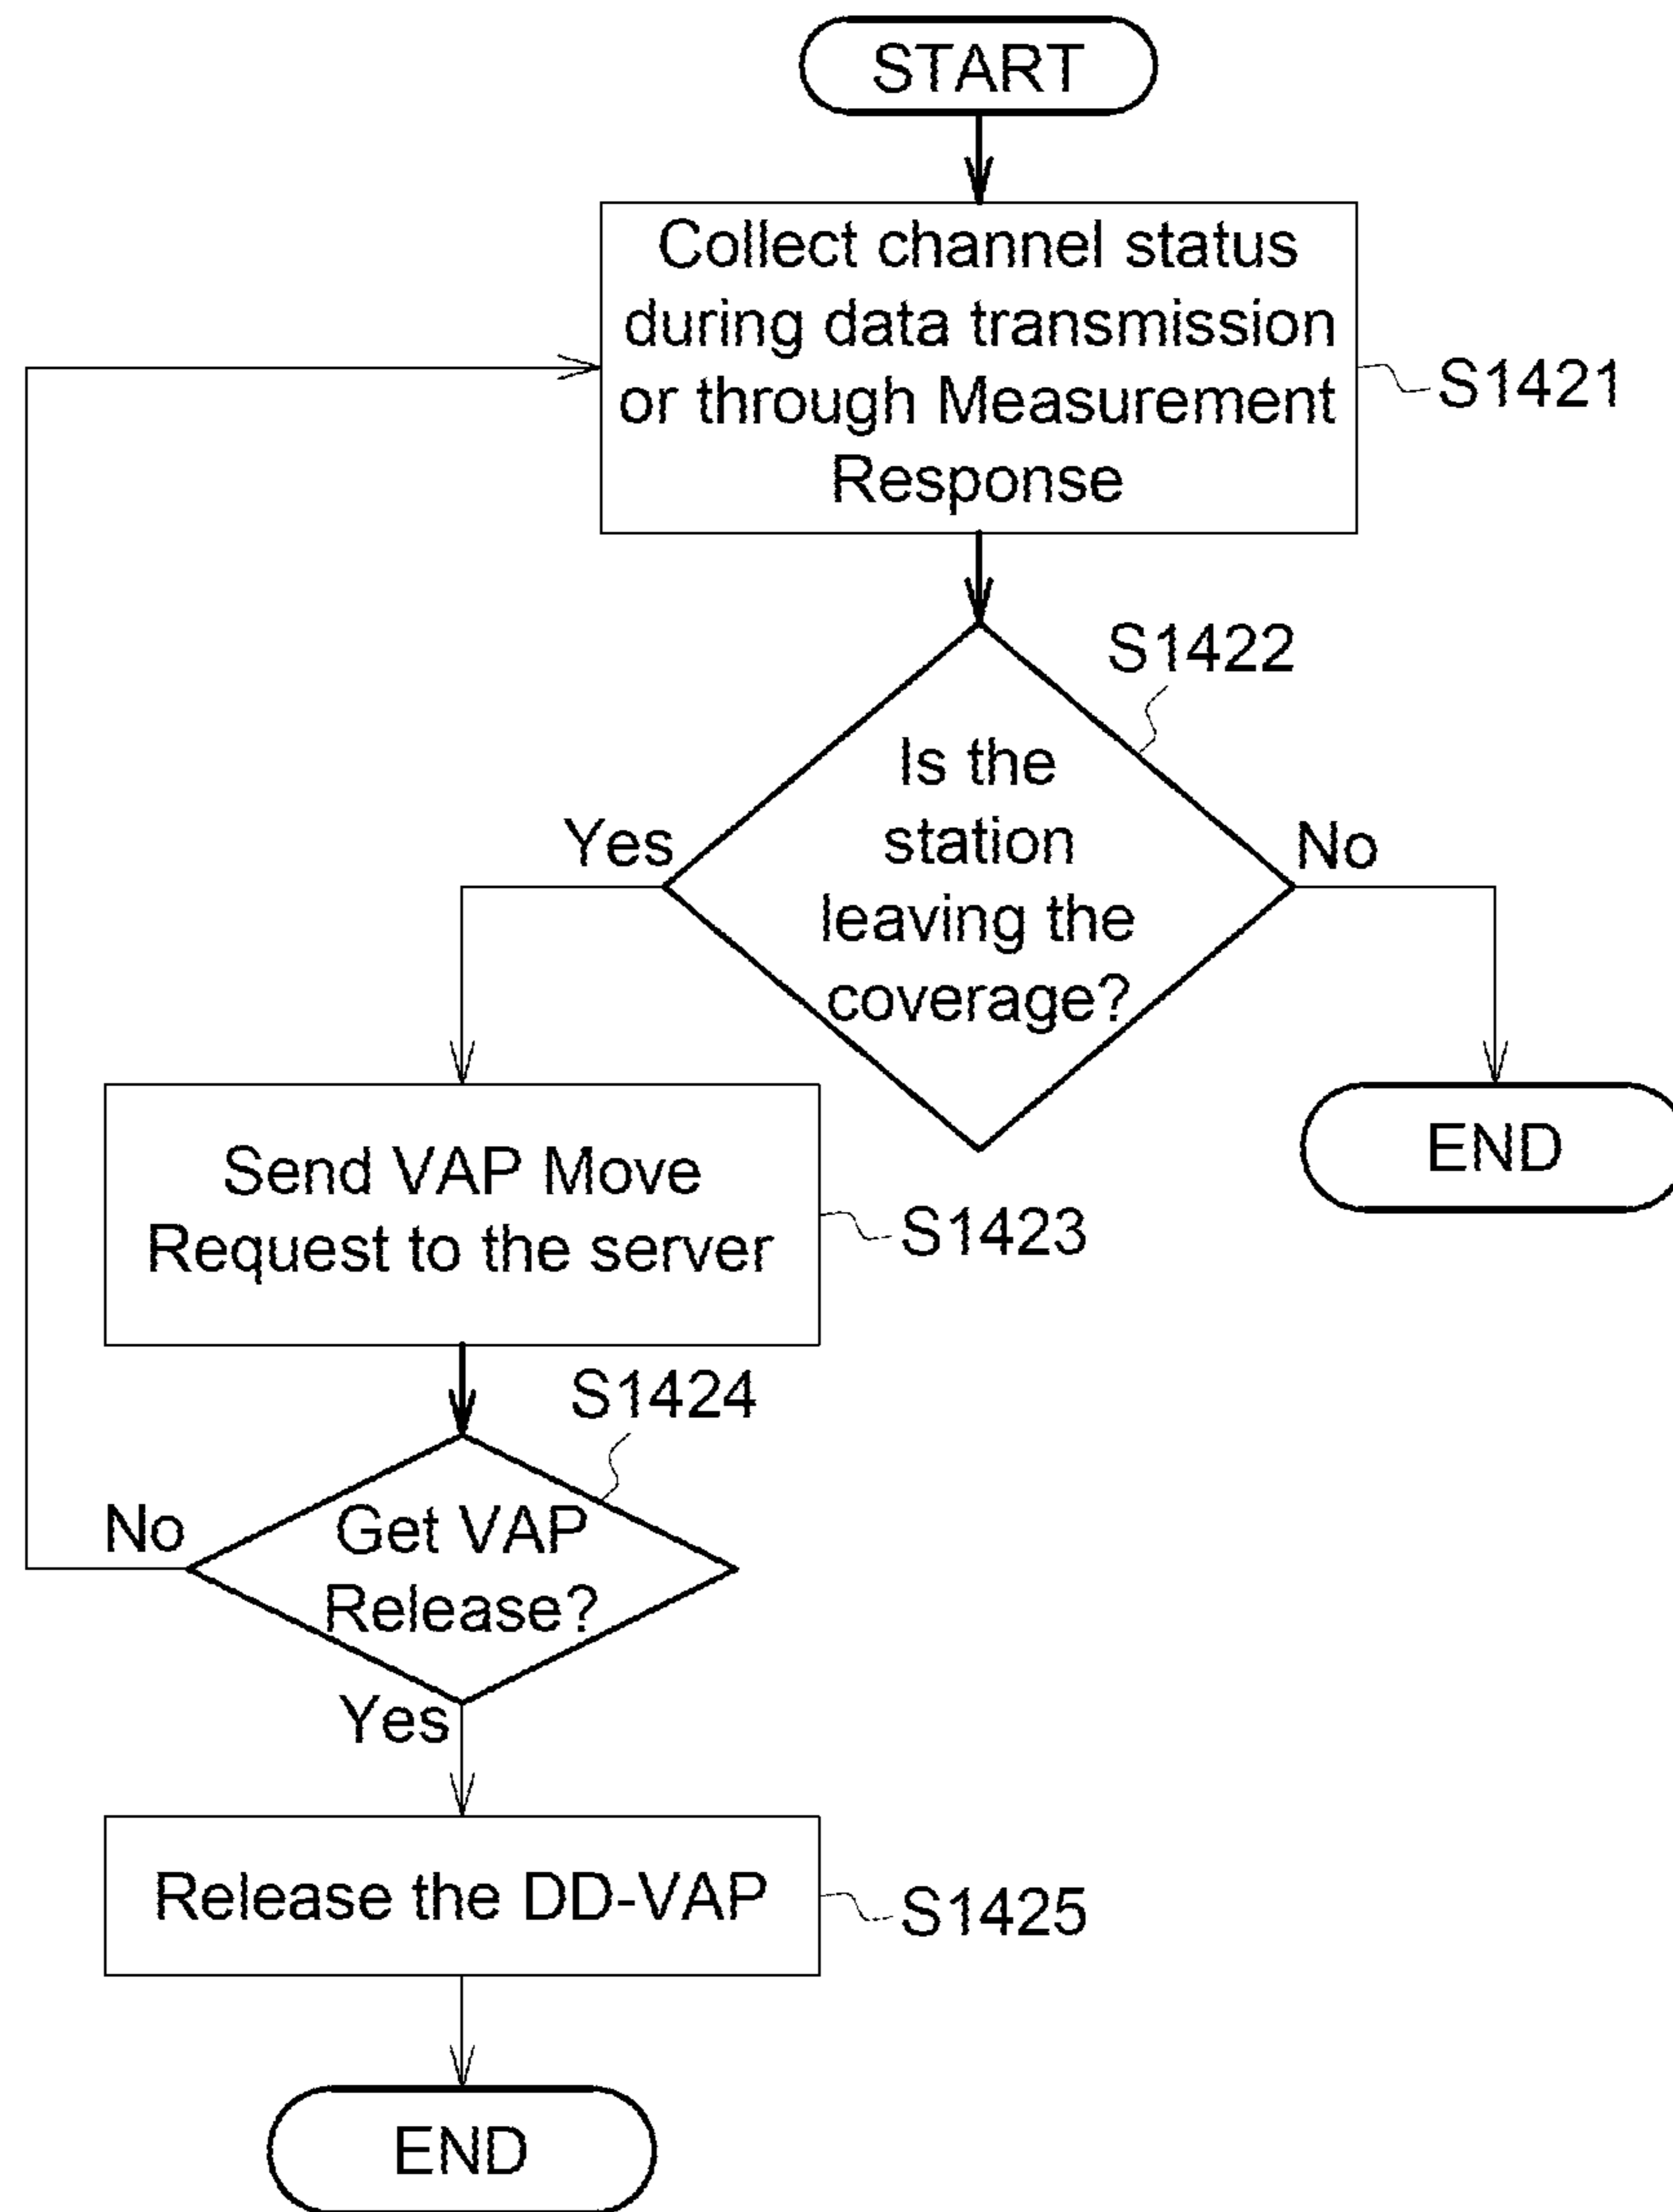 START
Collect channel status
during data transmission
or through Measurement
Response
S1421
S1422
Is the
station
leaving the
coverage?
Yes
No
END
Send VAP Move
Request to the server
S1423
S1424
Get VAP
Release?
No
Yes
Release the DD-VAP
S1425
END